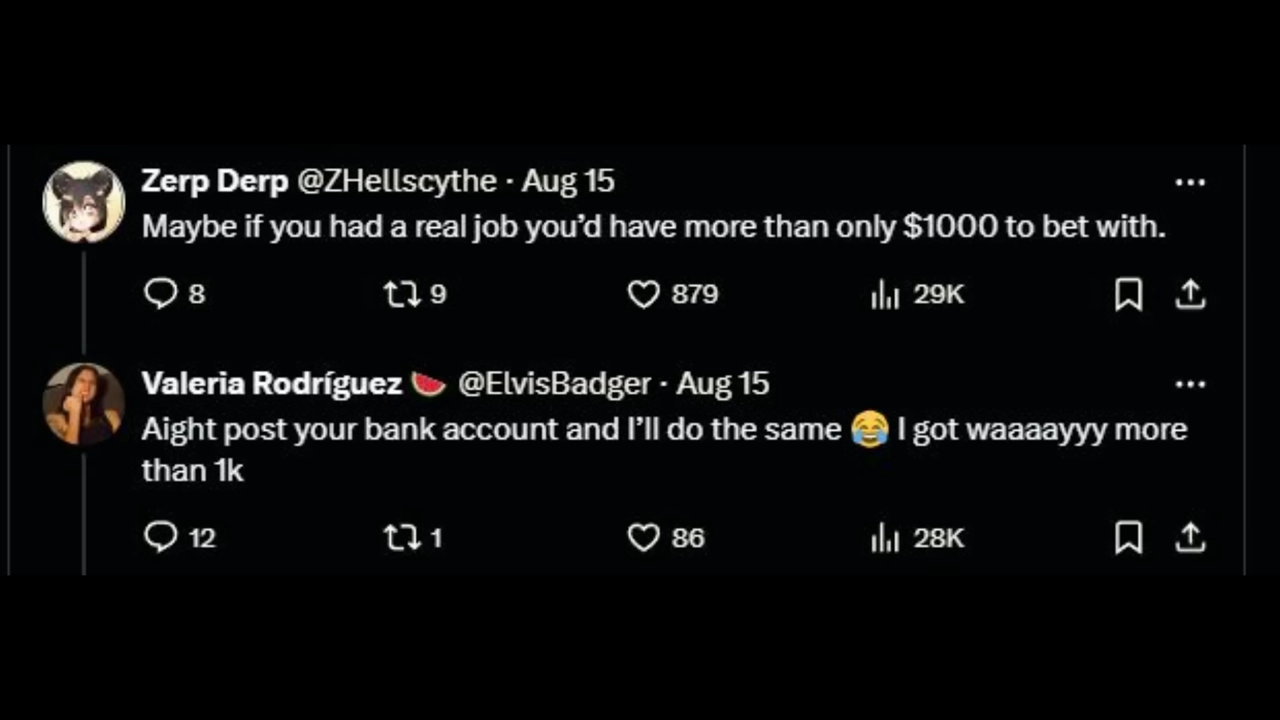 Zerp Derp @ZHellscythe · Aug 15
Maybe if you had a real job you’d have more than only $1000 to bet with.
8 9 879 29K
Valeria Rodríguez 🍉 @ElvisBadger · Aug 15
Aight post your bank account and I’ll do the same 😂 I got waaaayyy more
than 1k
12 1 86 28K